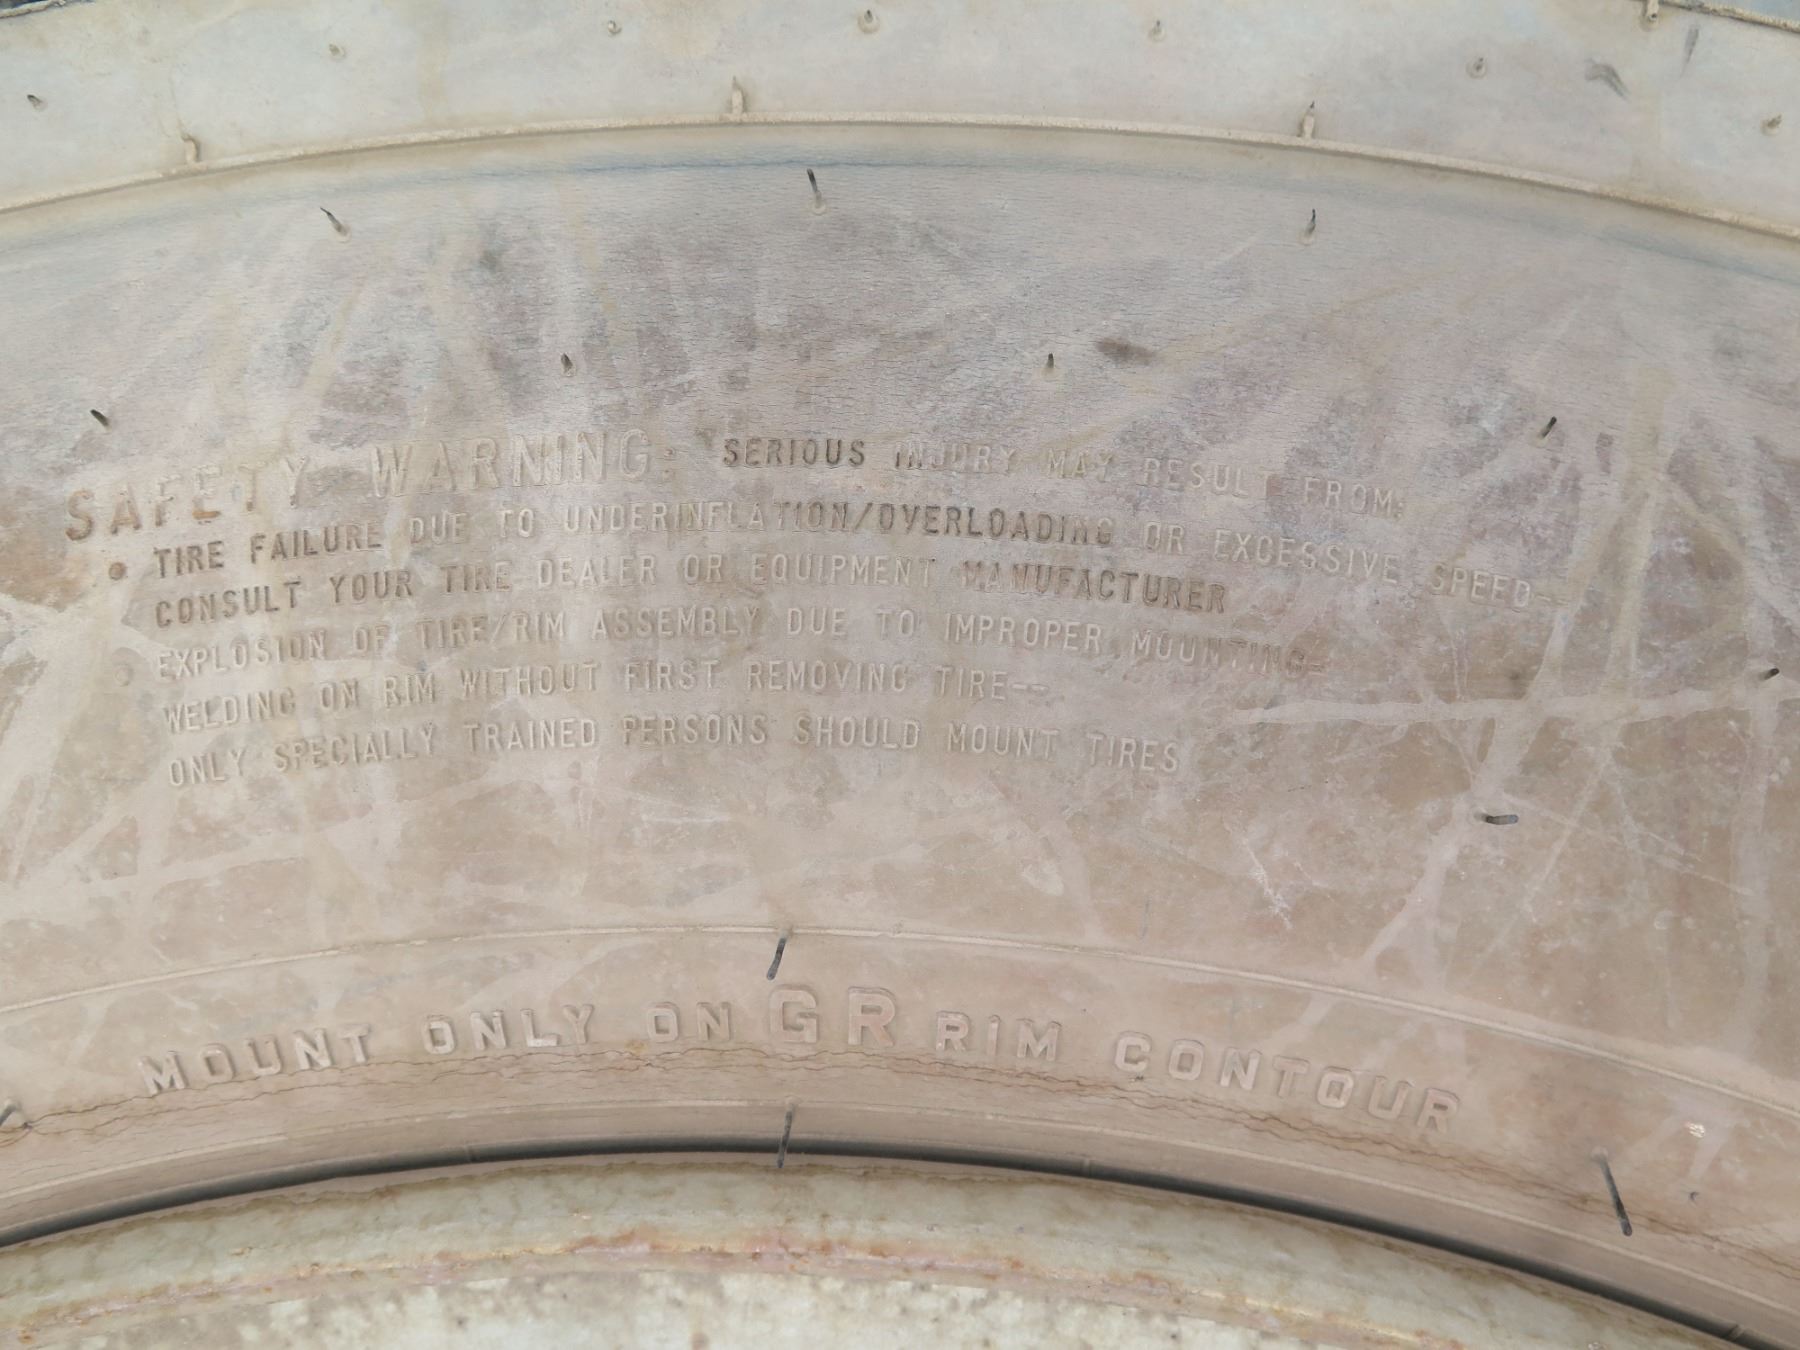 SAFETY WARNING: SERIOUS INJURY MAY RESULT FROM:
• TIRE FAILURE DUE TO UNDERINFLATION/OVERLOADING OR EXCESSIVE SPEED--
CONSULT YOUR TIRE DEALER OR EQUIPMENT MANUFACTURER
• EXPLOSION OF TIRE/RIM ASSEMBLY DUE TO IMPROPER MOUNTING-
WELDING ON RIM WITHOUT FIRST REMOVING TIRE--
ONLY SPECIALLY TRAINED PERSONS SHOULD MOUNT TIRES
MOUNT ONLY ON GR RIM CONTOUR